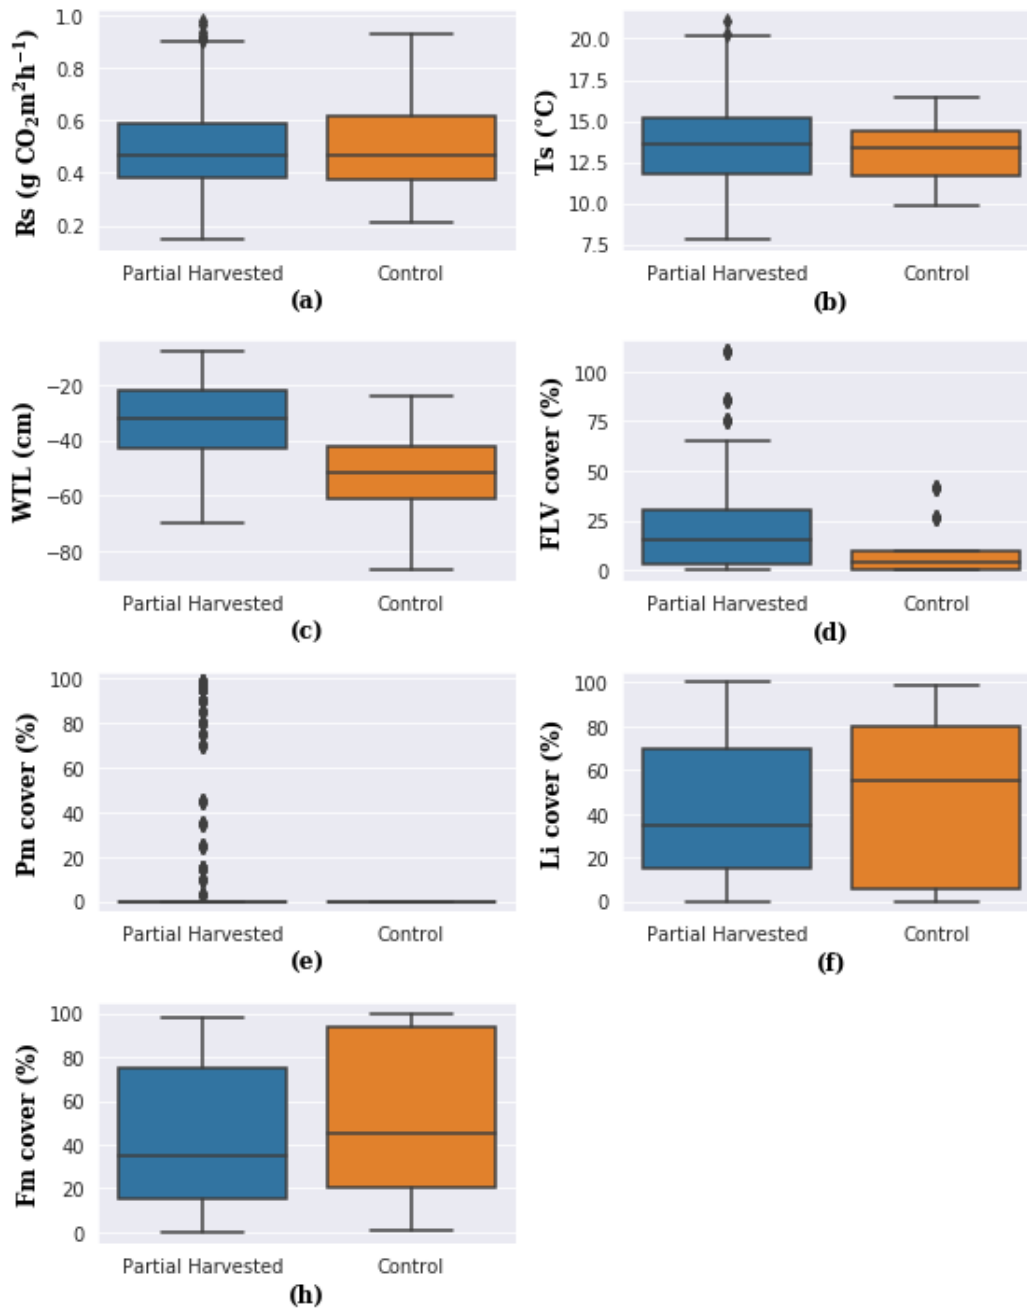 1.0
0.8
0.6
0.4
0.2
Rs (g CO₂m²h⁻¹)
Partial Harvested Control
(a)
20.0
17.5
15.0
12.5
10.0
7.5
Ts (°C)
Partial Harvested Control
(b)
−20
−40
−60
−80
WTL (cm)
Partial Harvested Control
(c)
100
75
50
25
0
FLV cover (%)
Partial Harvested Control
(d)
100
80
60
40
20
0
Pm cover (%)
Partial Harvested Control
(e)
100
80
60
40
20
0
Li cover (%)
Partial Harvested Control
(f)
100
80
60
40
20
0
Fm cover (%)
Partial Harvested Control
(h)